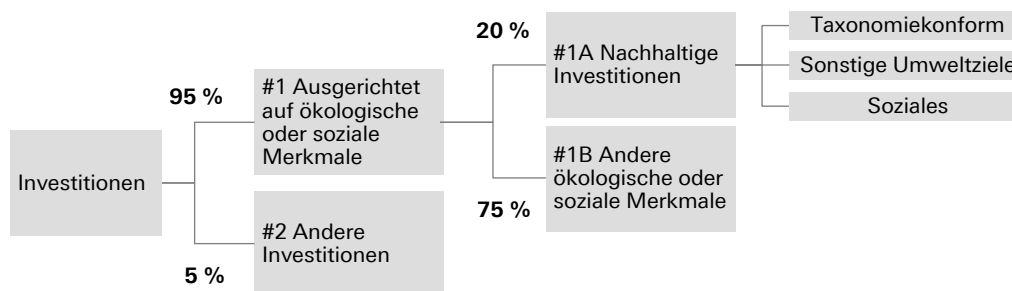 20 %
Taxonomiekonform
#1A Nachhaltige
Investitionen
Sonstige Umweltziele
95 %
#1 Ausgerichtet
auf ökologische
oder soziale
Merkmale
Soziales
Investitionen
#1B Andere
ökologische oder
soziale Merkmale
75 %
#2 Andere
Investitionen
5 %